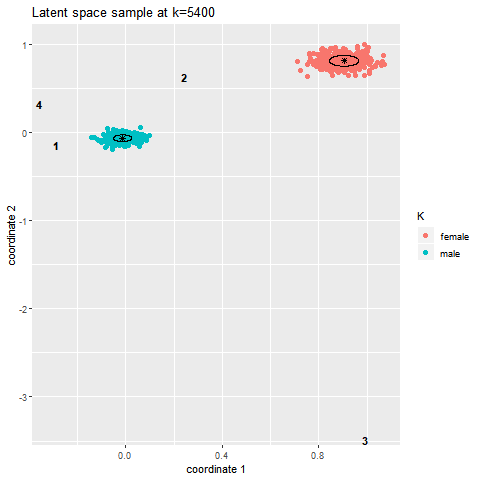 Latent space sample at k=5400
1
0
-1
-2
-3
coordinate 2
4
1
2
3
0.0
0.4
0.8
coordinate 1
K
female
male